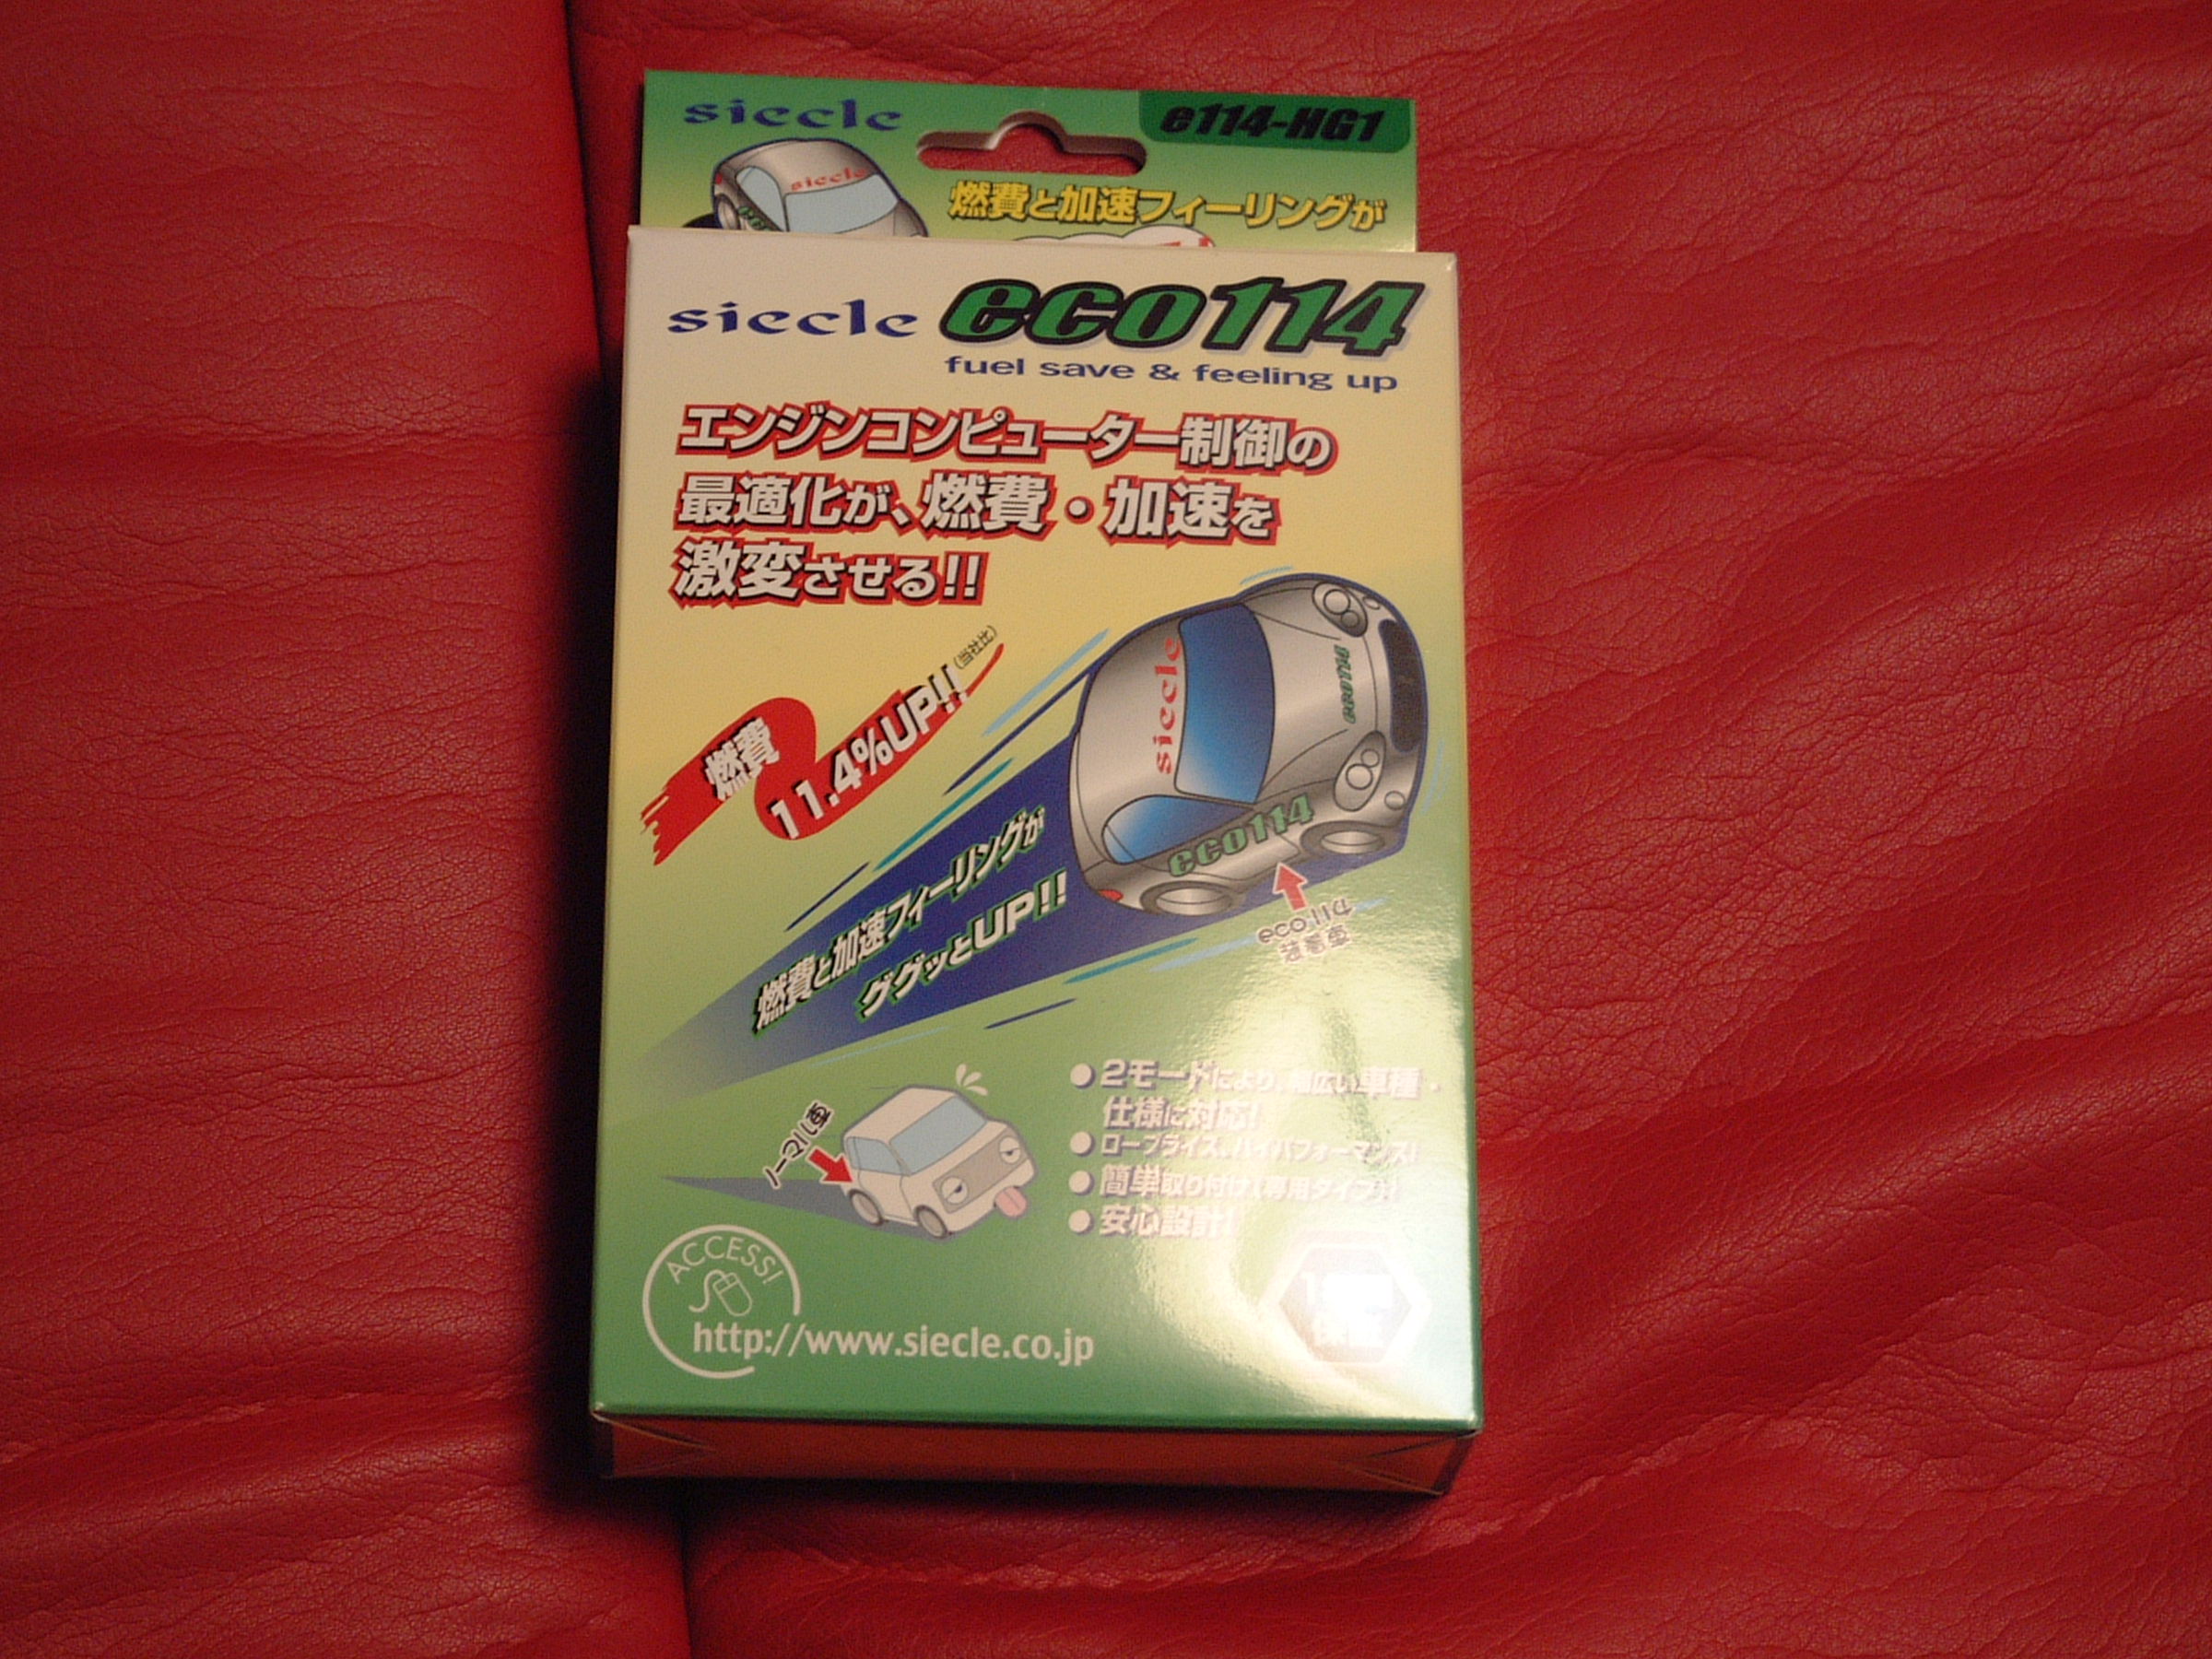 siecle
e114-HG1
siecle
燃費と加速フィーリングが
siecle eco114
fuel save & feeling up
エンジンコンピューター制御の
最適化が、燃費・加速を
激変させる!!
燃費
11.4%UP!!
(当社比)
siecle
eco114
eco114
eco114
装着車
燃費と加速フィーリングが
ググッとUP!!
ノーマル車
● 2モードにより、幅広い車種・
仕様に対応!
● ロープライス、ハイパフォーマンス!
● 簡単取り付け(専用タイプ)!
● 安心設計!
ACCESS!
http://www.siecle.co.jp
保証